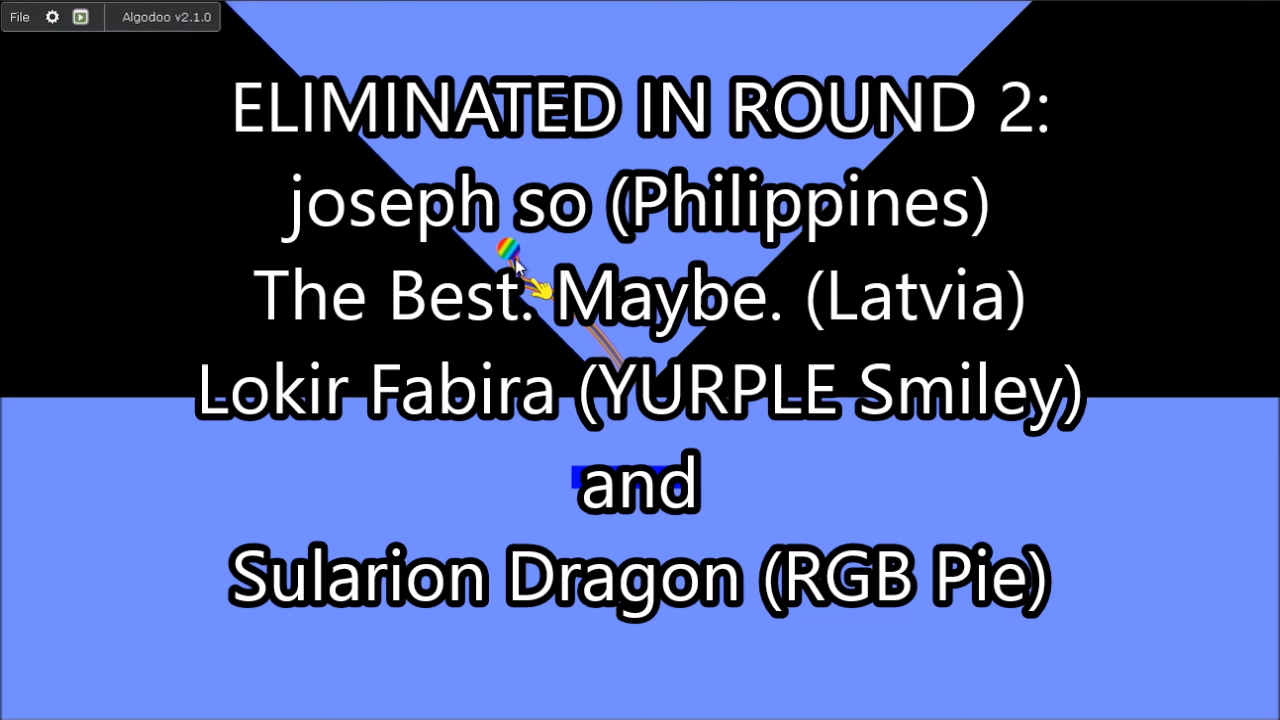 File Algodoo v2.1.0
ELIMINATED IN ROUND 2:
joseph so (Philippines)
The Best. Maybe. (Latvia)
Lokir Fabira (YURPLE Smiley)
and
Sularion Dragon (RGB Pie)